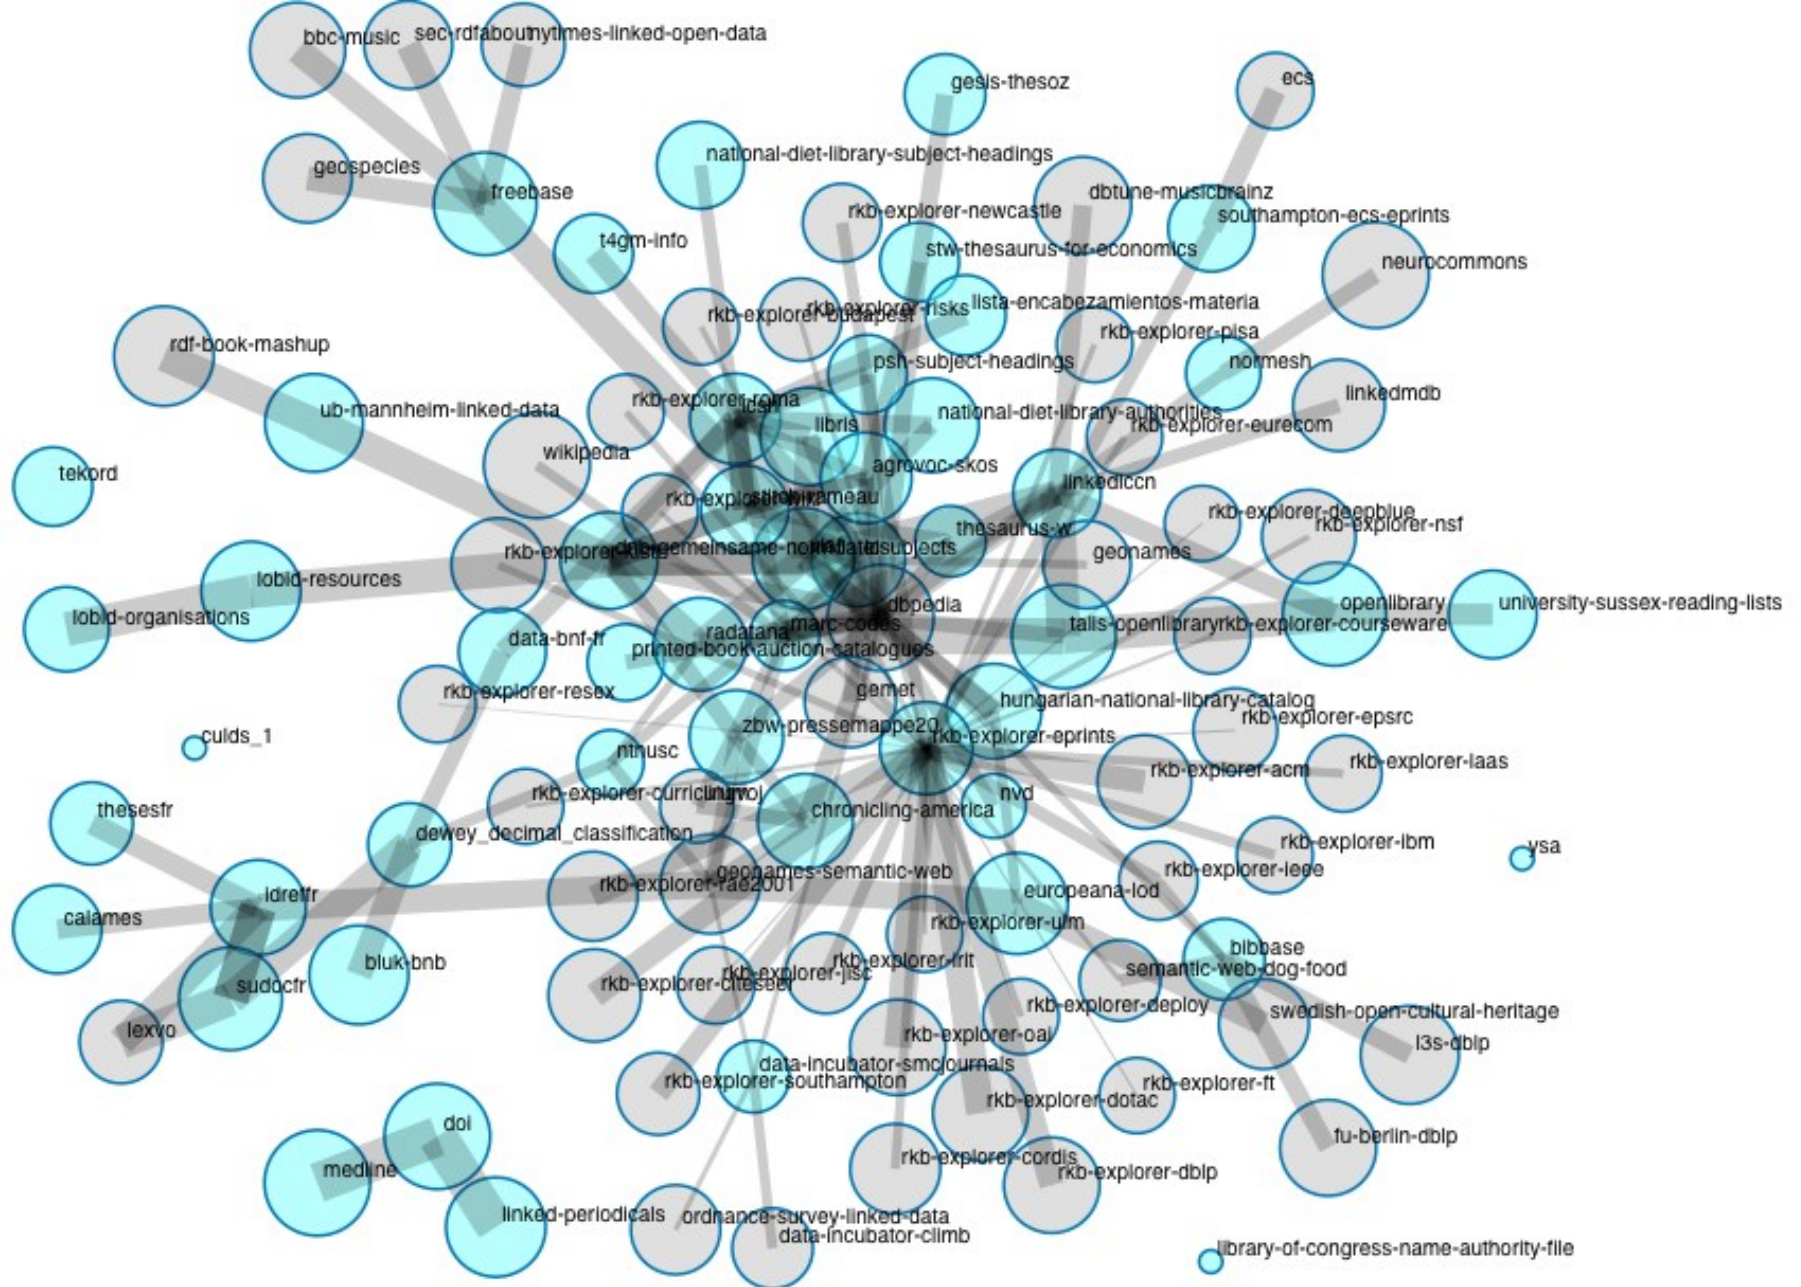 bbc-music
sec-rdfabout
nytimes-linked-open-data
gesis-thesoz
ecs
geospecies
freebase
national-diet-library-subject-headings
dbtune-musicbrainz
rkb-explorer-newcastle
southampton-ecs-eprints
t4gm-info
stw-thesaurus-for-economics
neurocommons
lista-encabezamientos-materia
rkb-explorer-risks
rkb-explorer-budapest
rkb-explorer-pisa
rdf-book-mashup
psh-subject-headings
normesh
linkedmdb
rkb-explorer-roma
ub-mannheim-linked-data
national-diet-library-authorities
libris
rkb-explorer-eurecom
wikipedia
agrovoc-skos
tekord
linkedlccn
rkb-explorer-deepblue
rkb-explorer-nsf
thesaurus-w
geonames
lobid-resources
dbpedia
openlibrary
university-sussex-reading-lists
lobid-organisations
talis-openlibrary
rkb-explorer-courseware
marc-codes
radatana
data-bnf-fr
printed-book-auction-catalogues
gemet
rkb-explorer-resex
hungarian-national-library-catalog
rkb-explorer-epsrc
zbw-pressemappe20
rkb-explorer-eprints
culds_1
ntnusc
rkb-explorer-acm
rkb-explorer-laas
nvd
thesesfr
chronicling-america
dewey_decimal_classification
rkb-explorer-ibm
ysa
rkb-explorer-ieee
geonames-semantic-web
rkb-explorer-rae2001
europeana-lod
idreffr
calames
rkb-explorer-ulm
bibbase
bluk-bnb
rkb-explorer-irit
semantic-web-dog-food
rkb-explorer-jisc
rkb-explorer-citeseer
sudocfr
rkb-explorer-deploy
swedish-open-cultural-heritage
lexvo
rkb-explorer-oai
l3s-dblp
data-incubator-smcjournals
rkb-explorer-southampton
rkb-explorer-ft
rkb-explorer-dotac
doi
fu-berlin-dblp
rkb-explorer-cordis
medline
rkb-explorer-dblp
linked-periodicals
ordnance-survey-linked-data
data-incubator-climb
library-of-congress-name-authority-file